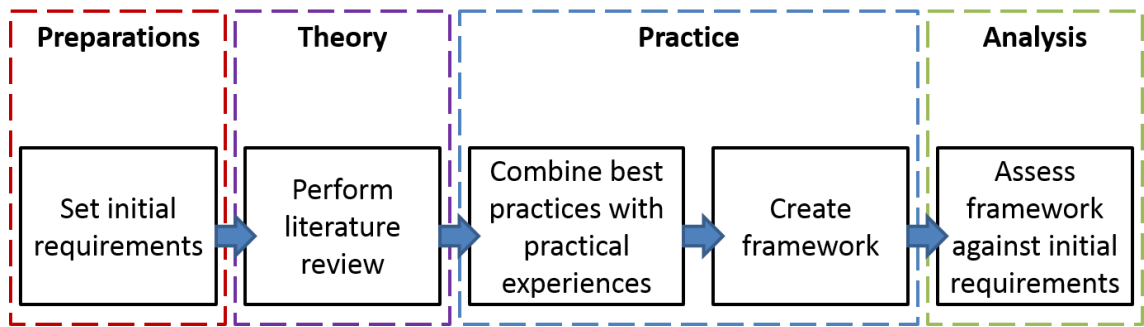 Preparations
Theory
Practice
Analysis
Set initial
requirements
Perform
literature
review
Combine best
practices with
practical
experiences
Create
framework
Assess
framework
against initial
requirements